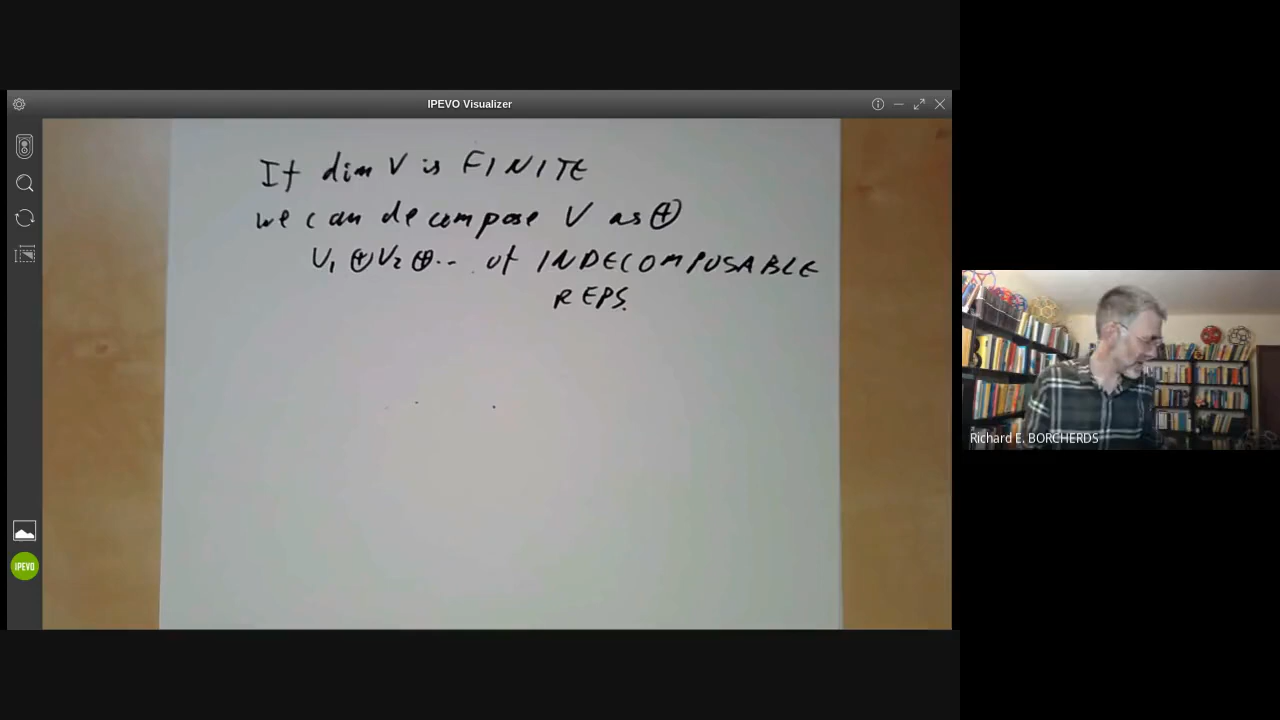 IPEVO Visualizer
If dim V is FINITE
we can decompose V as ⊕
V₁ ⊕ V₂ ⊕ ·· of INDECOMPOSABLE
REPS.
IPEVO
Richard E. BORCHERDS